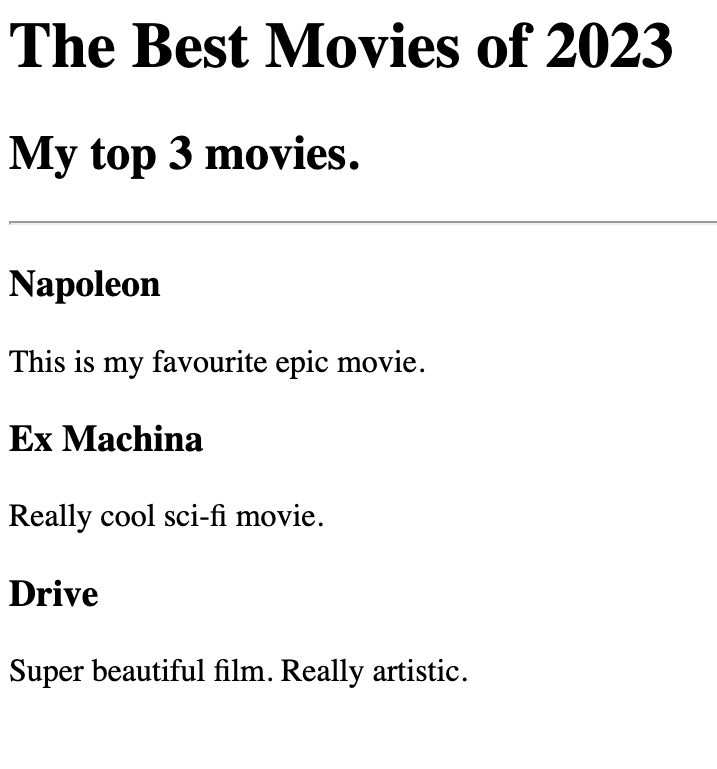 The Best Movies of 2023
My top 3 movies.
Napoleon
This is my favourite epic movie.
Ex Machina
Really cool sci-fi movie.
Drive
Super beautiful film. Really artistic.